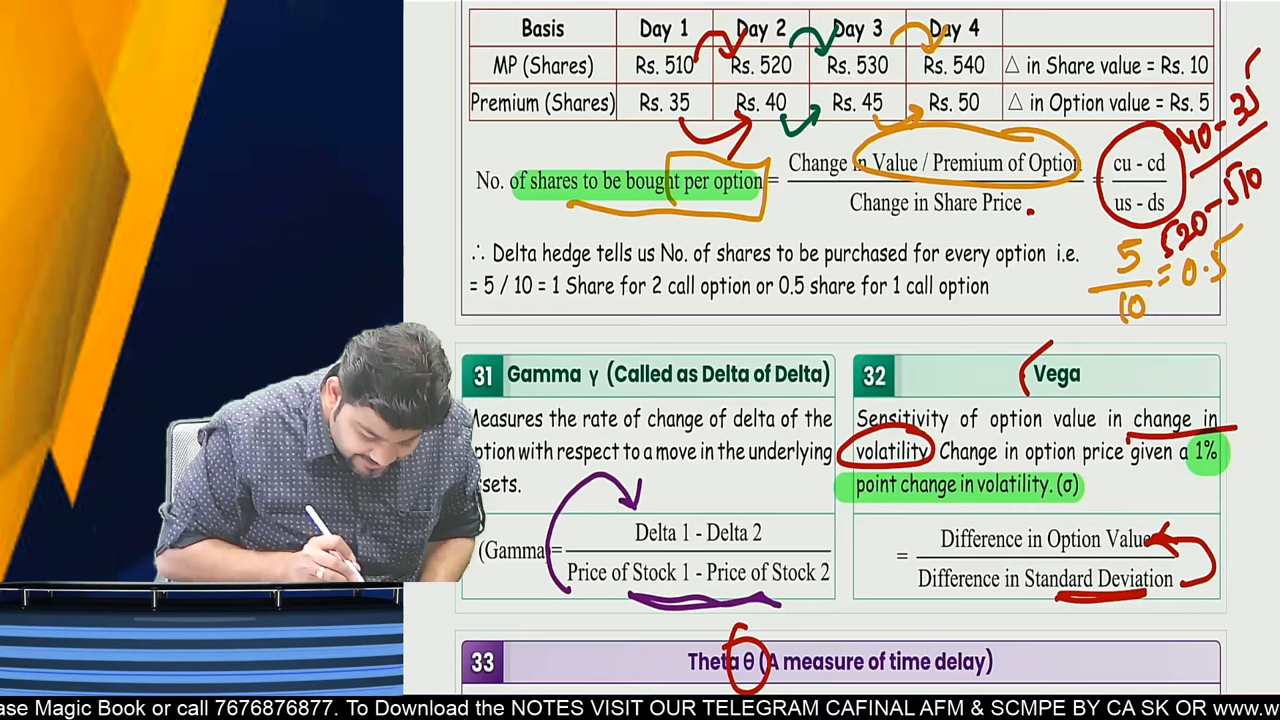 Basis Day 1 Day 2 Day 3 Day 4
MP (Shares) Rs. 510 Rs. 520 Rs. 530 Rs. 540 △ in Share value = Rs. 10
Premium (Shares) Rs. 35 Rs. 40 Rs. 45 Rs. 50 △ in Option value = Rs. 5
40 - 35
520 - 510
No. of shares to be bought per option = Change in Value / Premium of Option = cu - cd
Change in Share Price us - ds
5
10
= 0.5
∴ Delta hedge tells us No. of shares to be purchased for every option i.e.
= 5 / 10 = 1 Share for 2 call option or 0.5 share for 1 call option
31 Gamma γ (Called as Delta of Delta)
Measures the rate of change of delta of the
option with respect to a move in the underlying
sets.
(Gamma = Delta 1 - Delta 2
Price of Stock 1 - Price of Stock 2
32 Vega
Sensitivity of option value in change in
volatility. Change in option price given a 1%
point change in volatility. (σ)
= Difference in Option Value
Difference in Standard Deviation
33 Theta θ (A measure of time delay)
ase Magic Book or call 7676876877. To Download the NOTES VISIT OUR TELEGRAM CAFINAL AFM & SCMPE BY CA SK OR www.w